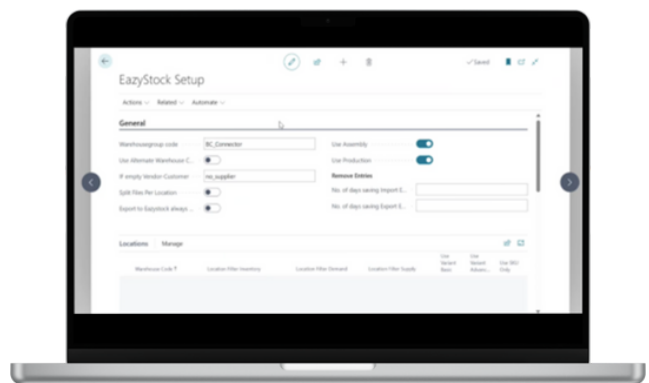 ✓ Saved
EazyStock Setup
Actions Related Automate
General
Warehousegroup code BC_Connector Use Assembly
Use Alternate Warehouse C... Use Production
If empty Vendor-Customer no_supplier Remove Entries
Split Files Per Location No. of days saving Import E...
Export to Eazystock always ... No. of days saving Export E...
Locations Manage
Use Use
Variant Variant Use SKU
Warehouse Code ↑ Location Filter Inventory Location Filter Demand Location Filter Supply Basic Advanc... Only